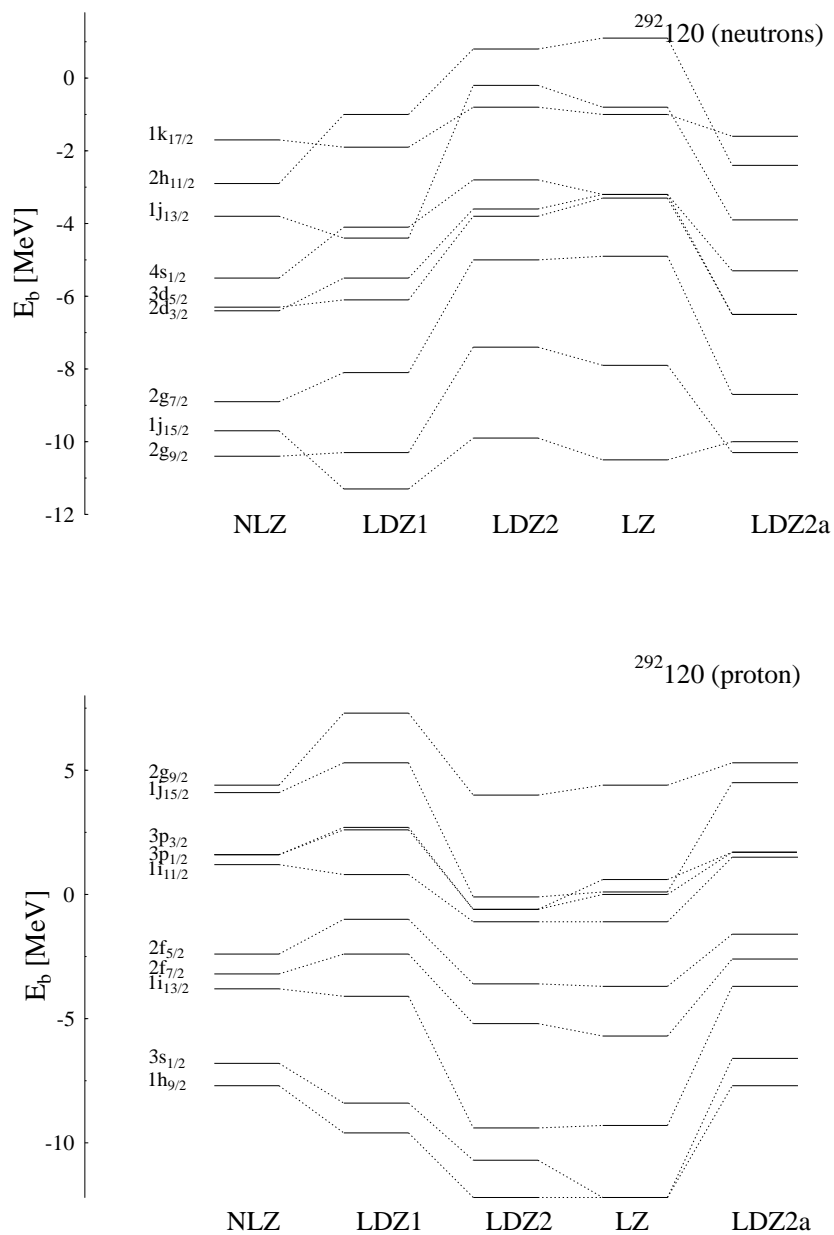 ²⁹²120 (neutrons)
E_b [MeV]
0
-2
-4
-6
-8
-10
-12
1k₁₇/₂
2h₁₁/₂
1j₁₃/₂
4s₁/₂
3d₅/₂
2d₃/₂
2g₇/₂
1j₁₅/₂
2g₉/₂
NLZ LDZ1 LDZ2 LZ LDZ2a
²⁹²120 (proton)
E_b [MeV]
5
0
-5
-10
2g₉/₂
1j₁₅/₂
3p₃/₂
3p₁/₂
1i₁₁/₂
2f₅/₂
2f₇/₂
1i₁₃/₂
3s₁/₂
1h₉/₂
NLZ LDZ1 LDZ2 LZ LDZ2a